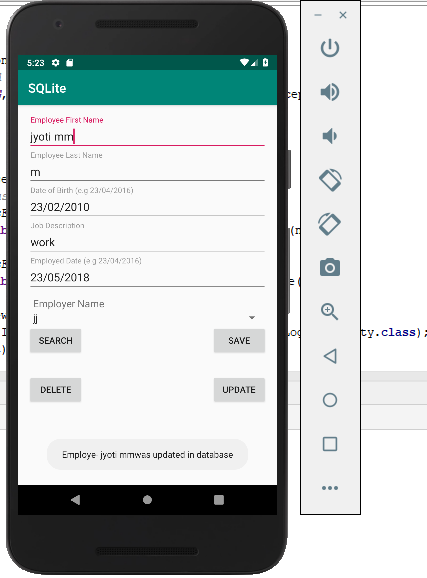 5:23
SQLite
Employee First Name
jyoti mm
Employee Last Name
m
Date of Birth (e.g 23/04/2016)
23/02/2010
Job Description
work
Employed Date (e.g 23/04/2016)
23/05/2018
Employer Name
jj
SEARCH SAVE
DELETE UPDATE
Employe jyoti mmwas updated in database
ty.class);